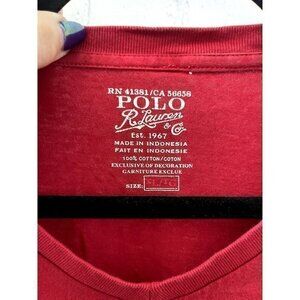 RN 41381/CA 56658
POLO
R. Lauren
& Co
Est. 1967
MADE IN INDONESIA
FAIT EN INDONESIE
100% COTTON/COTON
EXCLUSIVE OF DECORATION
GARNITURE EXCLUE
SIZE: